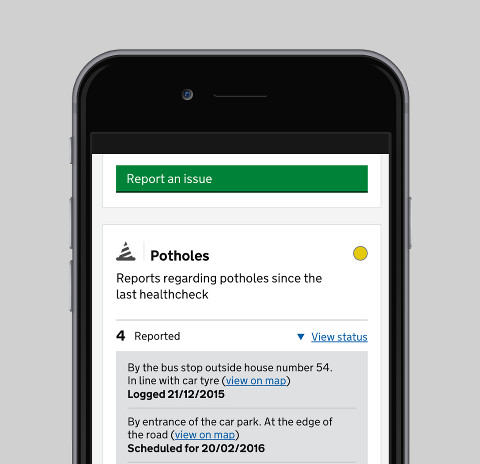 Report an issue
Potholes
Reports regarding potholes since the
last healthcheck
4 Reported
▼ View status
By the bus stop outside house number 54.
In line with car tyre (view on map)
Logged 21/12/2015
By entrance of the car park. At the edge of
the road (view on map)
Scheduled for 20/02/2016